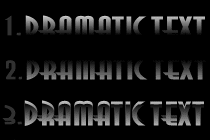 1. DRAMATIC TEXT
2. DRAMATIC TEXT
3. DRAMATIC TEXT